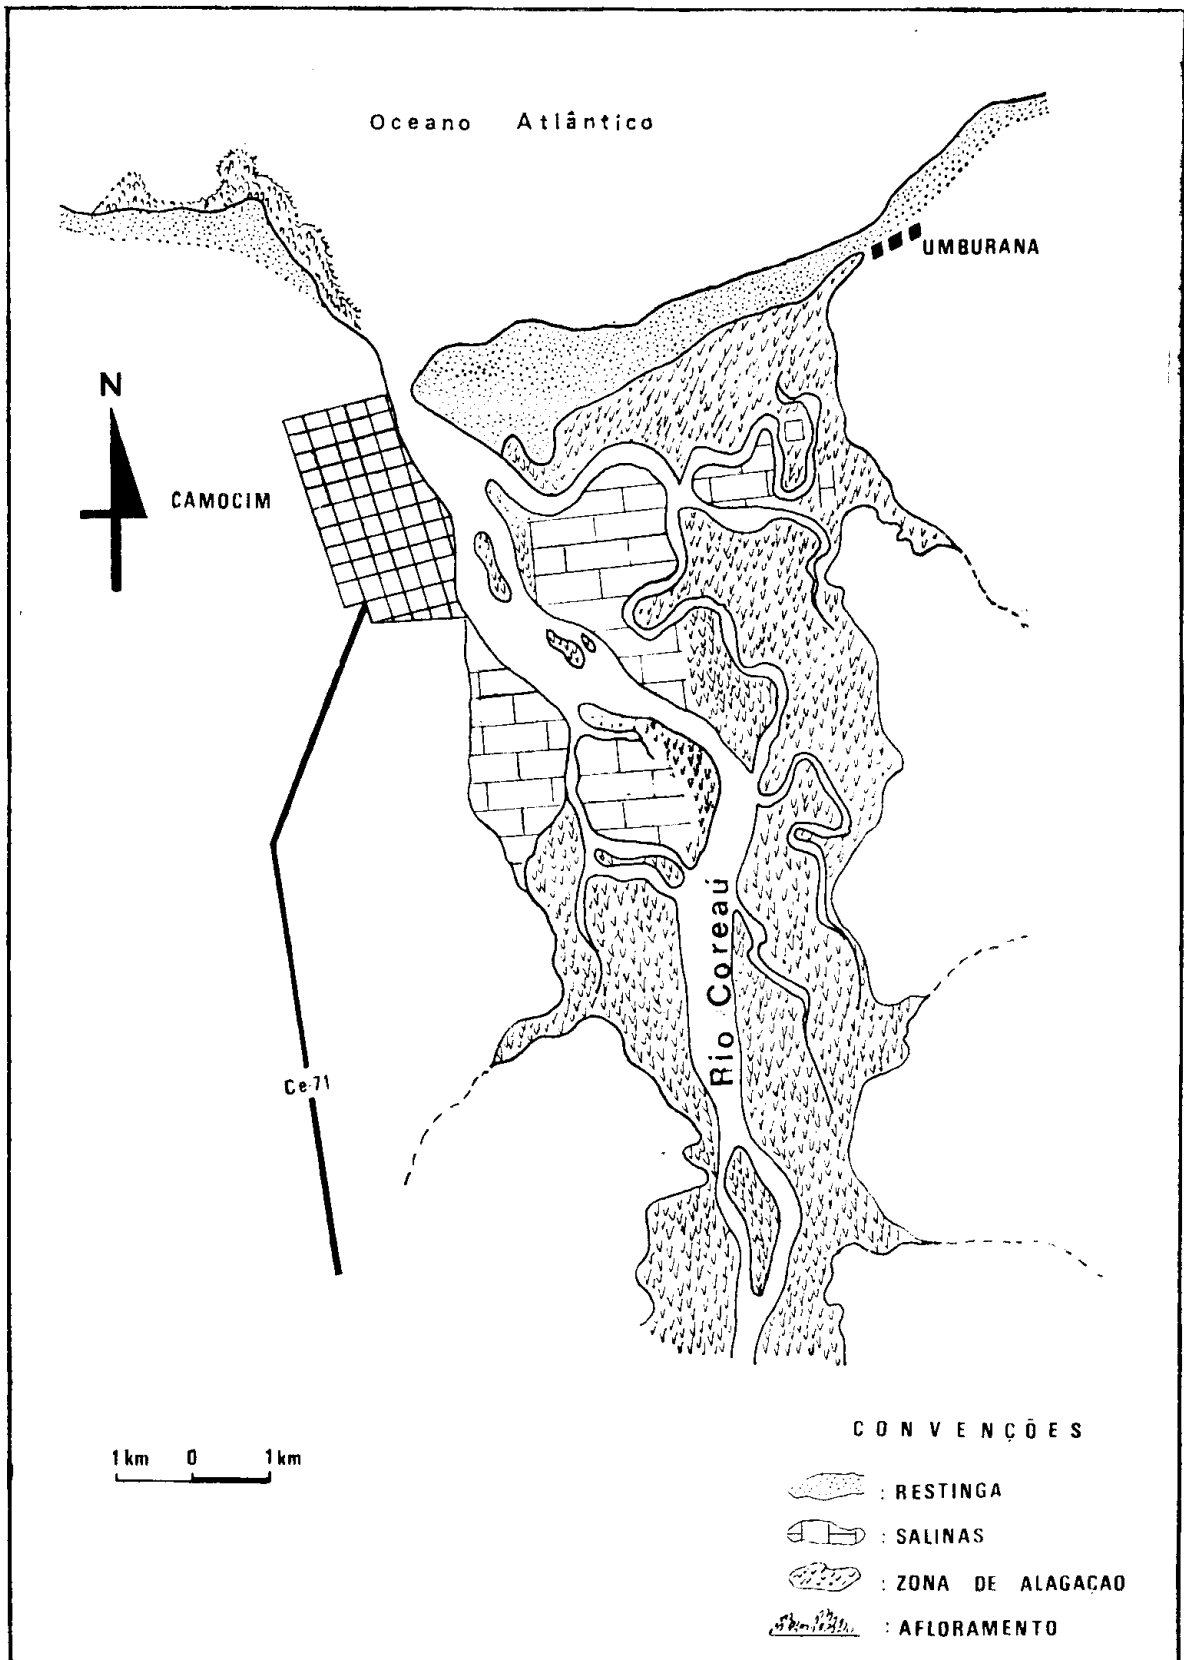 Oceano Atlântico
UMBURANA
N
CAMOCIM
Rio Coreaú
Ce-71
CONVENÇÕES
1 km 0 1 km
: RESTINGA
: SALINAS
: ZONA DE ALAGAÇAO
: AFLORAMENTO